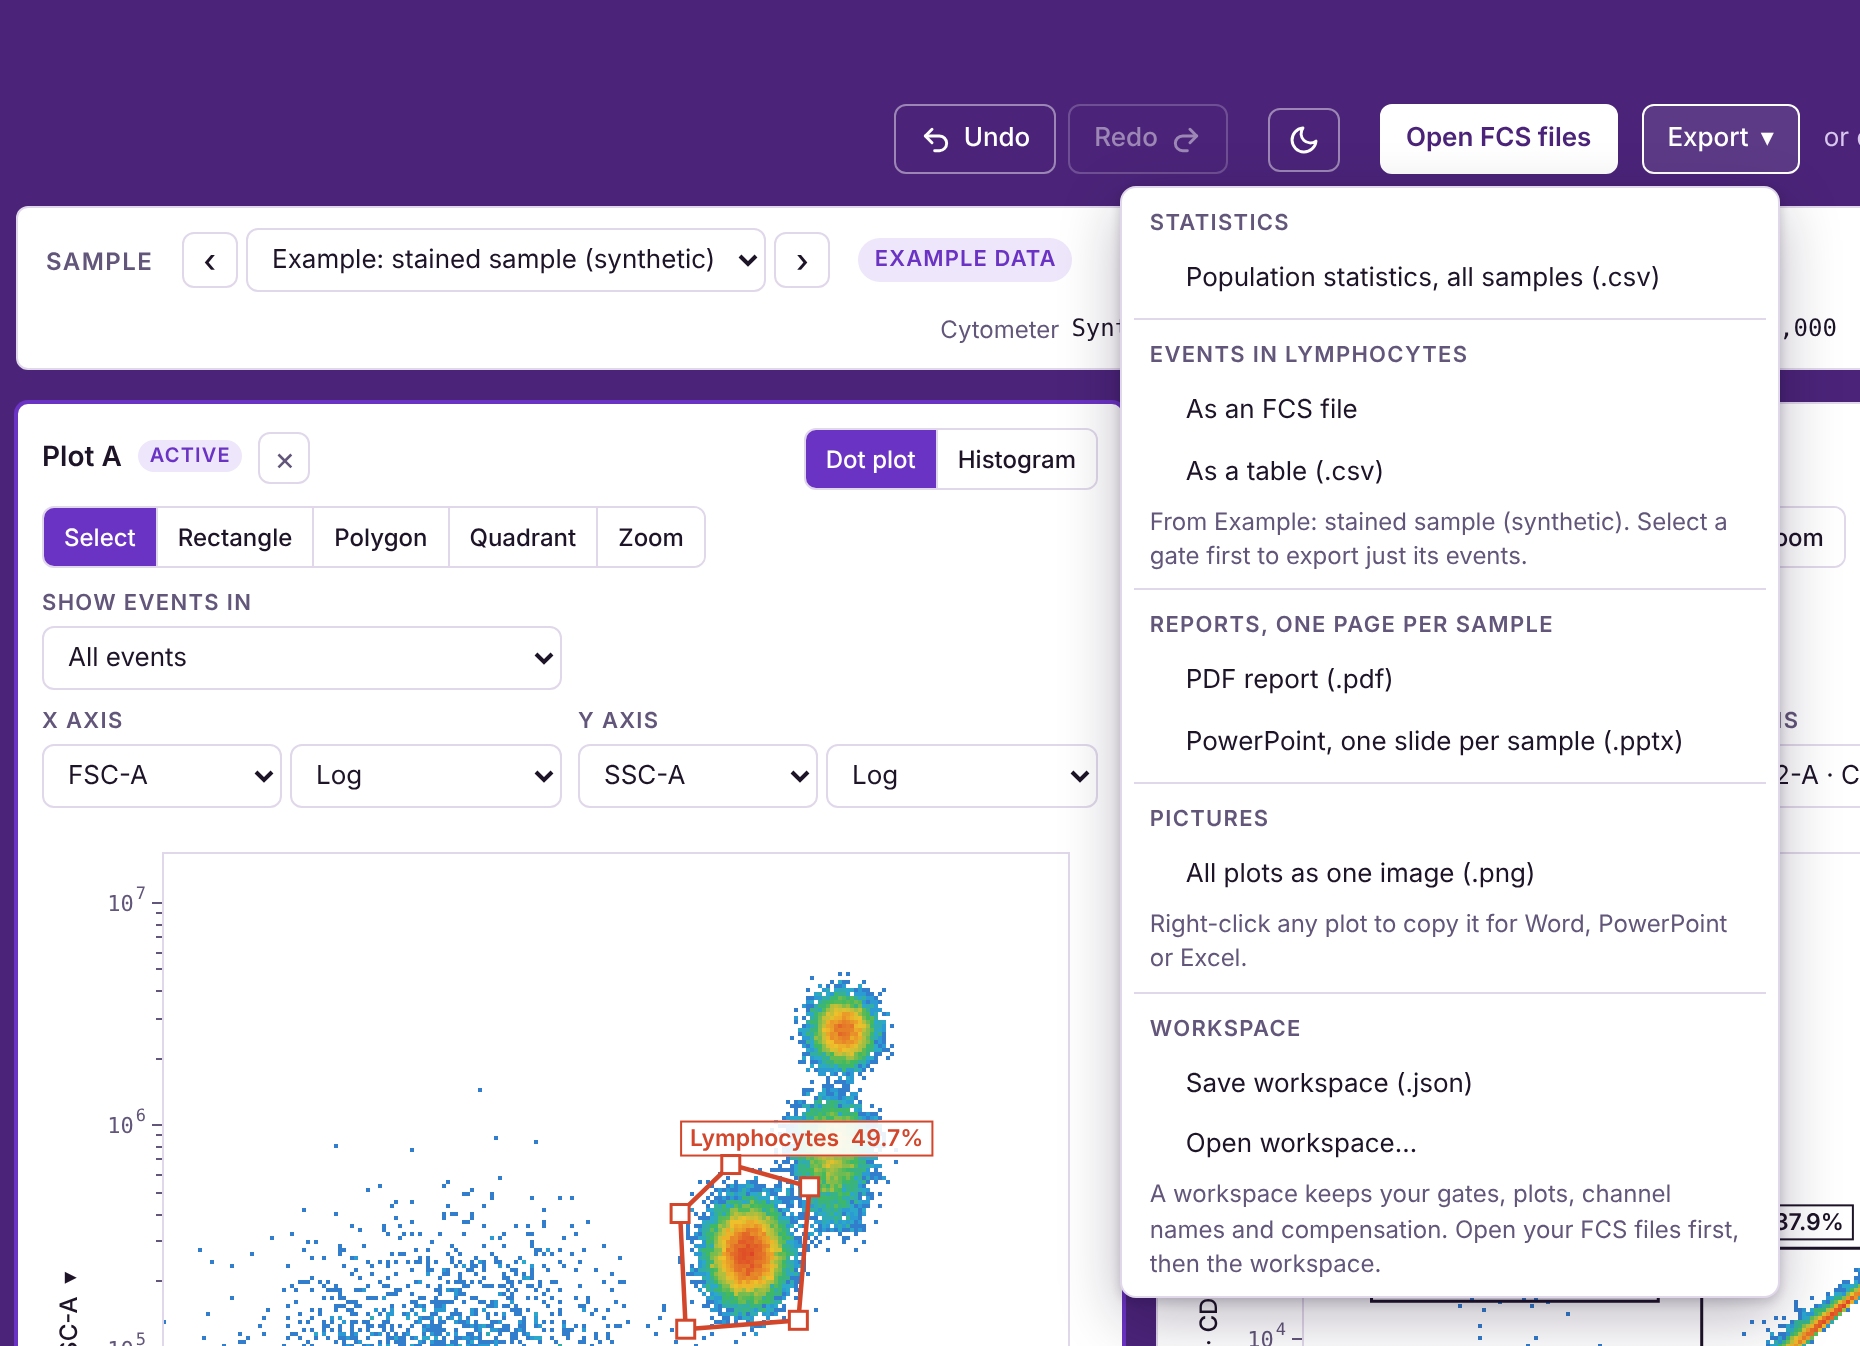 Undo
Redo
Open FCS files
Export ▾
or
SAMPLE
‹
Example: stained sample (synthetic)
›
EXAMPLE DATA
Cytometer
,000
STATISTICS
Population statistics, all samples (.csv)
EVENTS IN LYMPHOCYTES
As an FCS file
As a table (.csv)
From Example: stained sample (synthetic). Select a
gate first to export just its events.
REPORTS, ONE PAGE PER SAMPLE
PDF report (.pdf)
PowerPoint, one slide per sample (.pptx)
PICTURES
All plots as one image (.png)
Right-click any plot to copy it for Word, PowerPoint
or Excel.
WORKSPACE
Save workspace (.json)
Open workspace...
A workspace keeps your gates, plots, channel
names and compensation. Open your FCS files first,
then the workspace.
Plot A
ACTIVE
×
Dot plot
Histogram
Select
Rectangle
Polygon
Quadrant
Zoom
SHOW EVENTS IN
All events
X AXIS
Y AXIS
FSC-A
Log
SSC-A
Log
10⁷
10⁶
10⁵
Lymphocytes 49.7%
2-A · C
37.9%
· CD
10⁴